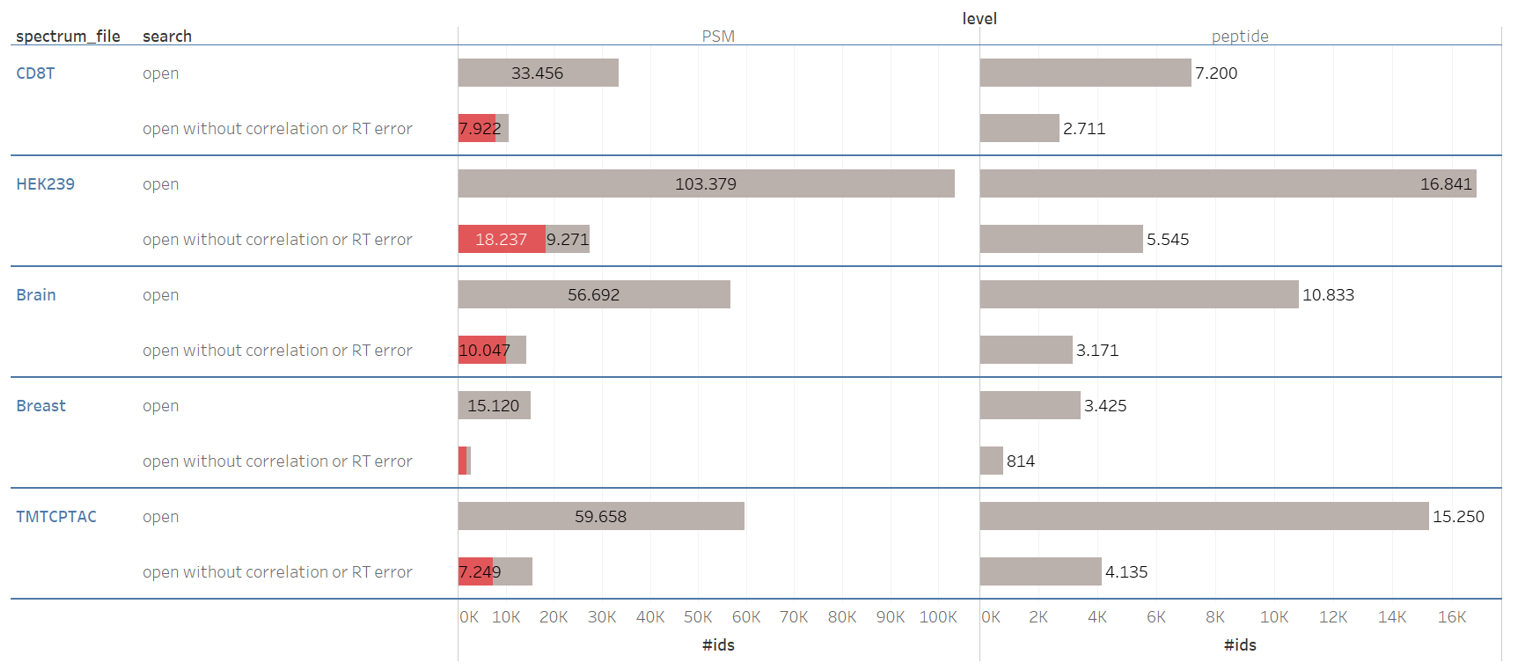 level
spectrum_file search PSM peptide
CD8T open 33.456 7.200
open without correlation or RT error 7.922 2.711
HEK239 open 103.379 16.841
open without correlation or RT error 18.237 9.271 5.545
Brain open 56.692 10.833
open without correlation or RT error 10.047 3.171
Breast open 15.120 3.425
open without correlation or RT error 814
TMTCPTAC open 59.658 15.250
open without correlation or RT error 7.249 4.135
0K 10K 20K 30K 40K 50K 60K 70K 80K 90K 100K 0K 2K 4K 6K 8K 10K 12K 14K 16K
#ids #ids